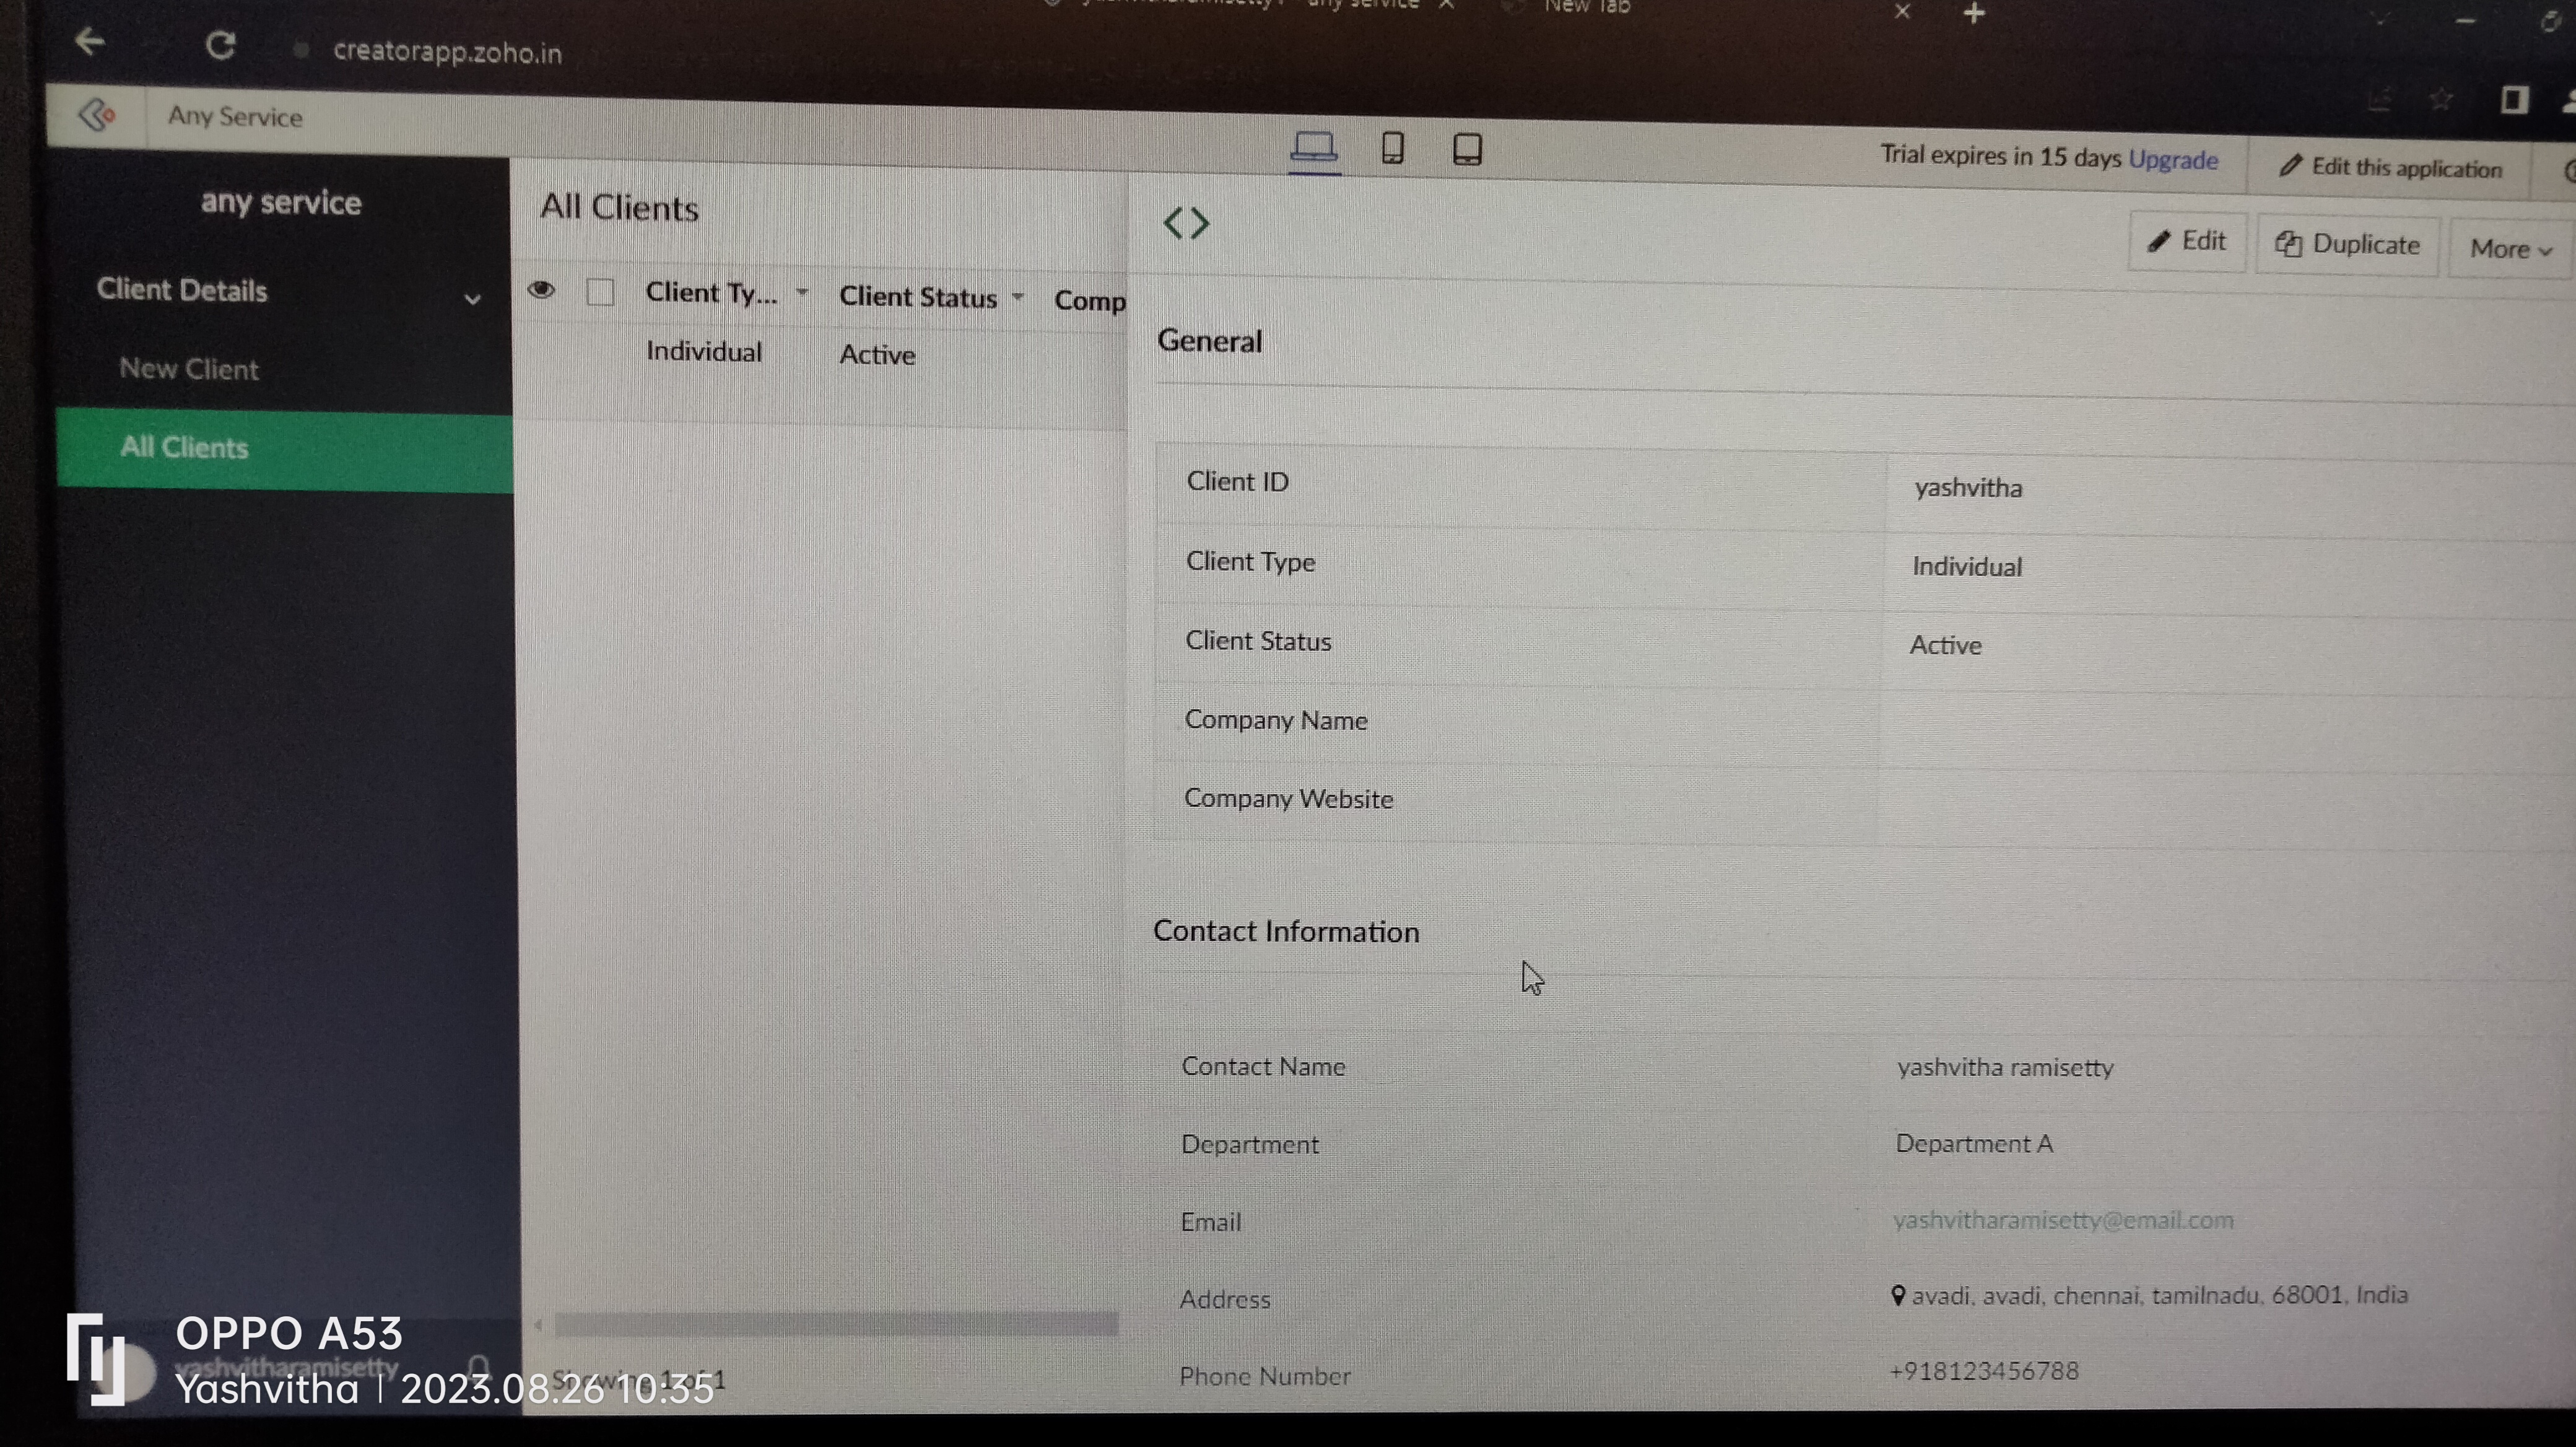 any service
New Tab
creatorapp.zoho.in
Any Service
Trial expires in 15 days Upgrade
Edit this application
any service
Client Details
New Client
All Clients
All Clients
Client Ty...
Client Status
Comp
Individual
Active
Edit
Duplicate
More
General
Client ID
yashvitha
Client Type
Individual
Client Status
Active
Company Name
Company Website
Contact Information
Contact Name
yashvitha ramisetty
Department
Department A
Email
yashvitharamisetty@email.com
Address
avadi, avadi, chennai, tamilnadu, 68001, India
Phone Number
+918123456788
Showing 1 of 1
yashvitharamisetty
OPPO A53
Yashvitha | 2023.08.26 10:35